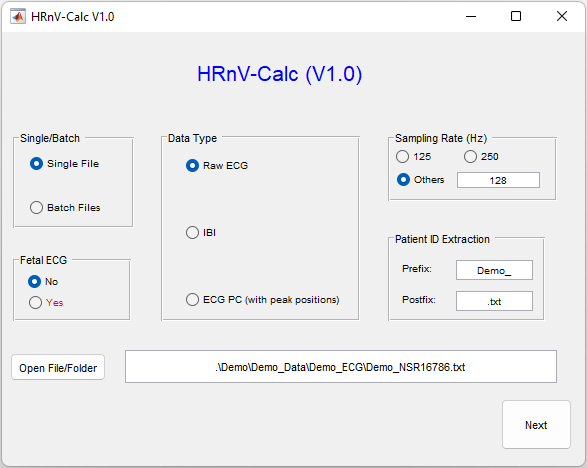 HRnV-Calc V1.0
HRnV-Calc (V1.0)
Single/Batch
Single File
Batch Files
Data Type
Raw ECG
IBI
ECG PC (with peak positions)
Sampling Rate (Hz)
125 250
Others 128
Fetal ECG
No
Yes
Patient ID Extraction
Prefix: Demo_
Postfix: .txt
Open File/Folder .\Demo\Demo_Data\Demo_ECG\Demo_NSR16786.txt
Next